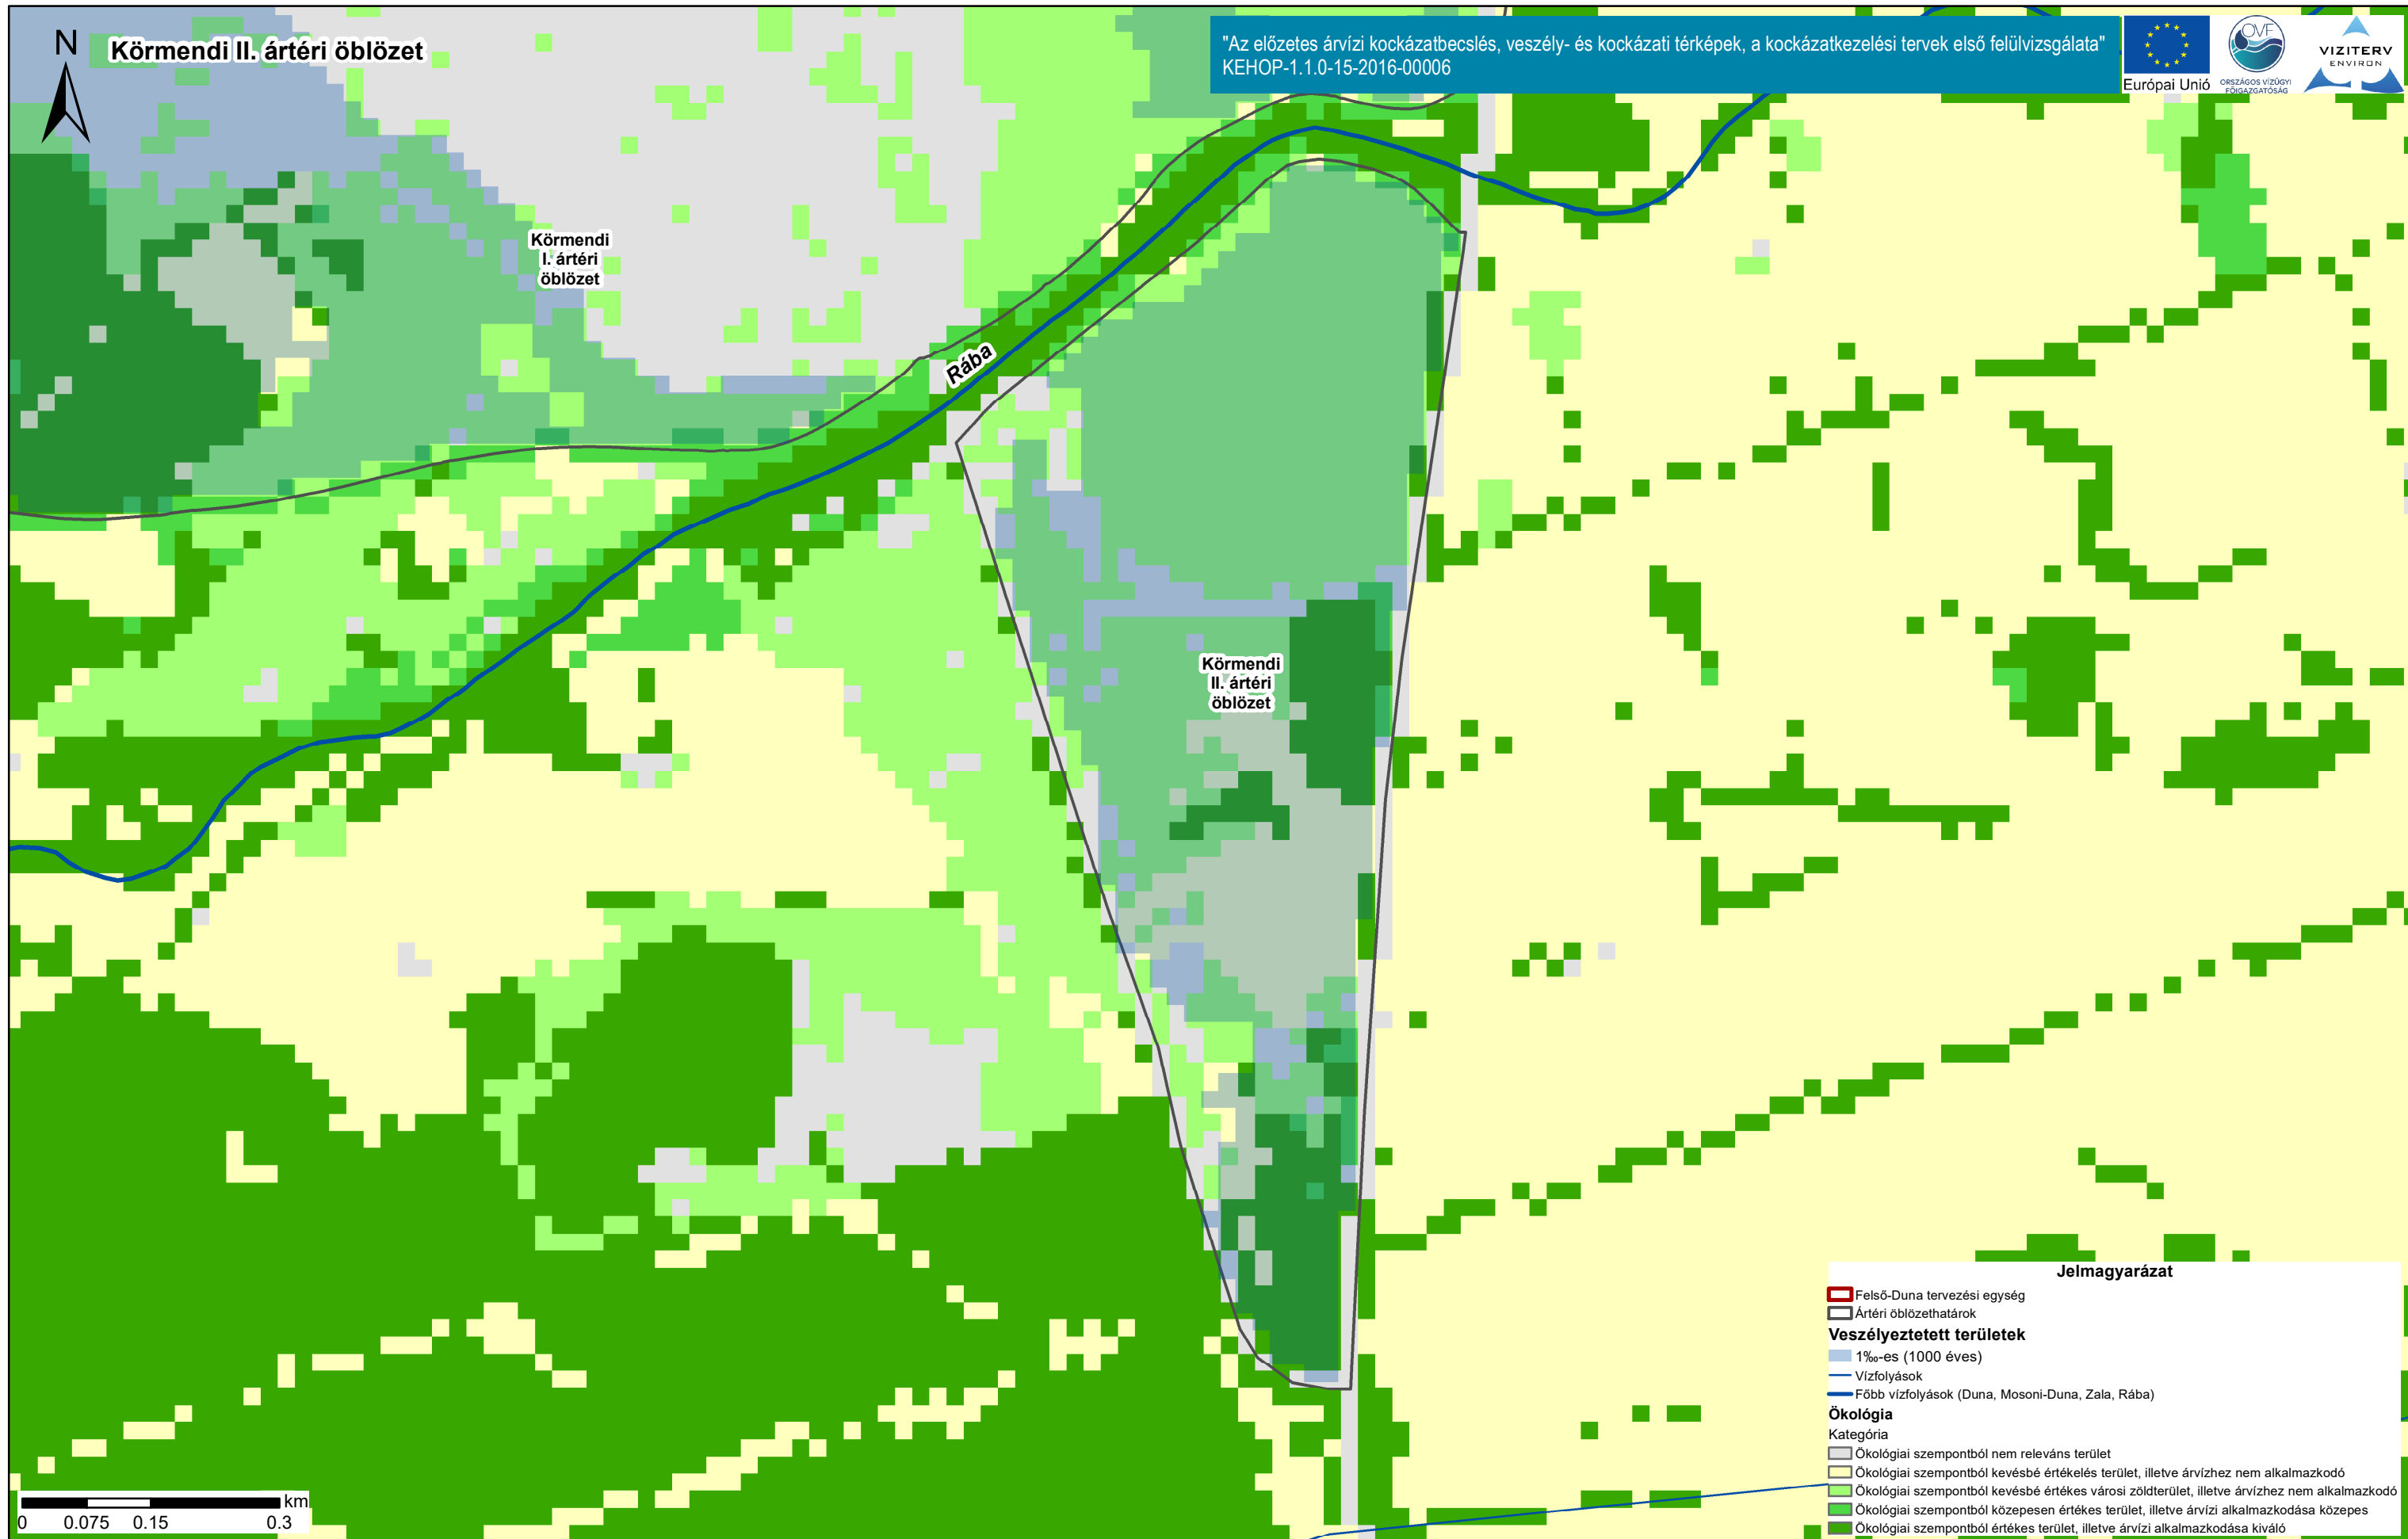 N
Körmendi II. ártéri öblözet
"Az előzetes árvízi kockázatbecslés, veszély- és kockázati térképek, a kockázatkezelési tervek első felülvizsgálata"
KEHOP-1.1.0-15-2016-00006
Európai Unió
OVF
ORSZÁGOS VÍZÜGYI
FŐIGAZGATÓSÁG
VIZITERV
ENVIRON
Körmendi
I. ártéri
öblözet
Rába
Körmendi
II. ártéri
öblözet
Jelmagyarázat
Felső-Duna tervezési egység
Ártéri öblözethatárok
Veszélyeztetett területek
1‰-es (1000 éves)
Vízfolyások
Főbb vízfolyások (Duna, Mosoni-Duna, Zala, Rába)
Ökológia
Kategória
Ökológiai szempontból nem releváns terület
Ökológiai szempontból kevésbé értékelés terület, illetve árvízhez nem alkalmazkodó
Ökológiai szempontból kevésbé értékes városi zöldterület, illetve árvízhez nem alkalmazkodó
Ökológiai szempontból közepesen értékes terület, illetve árvízi alkalmazkodása közepes
Ökológiai szempontból értékes terület, illetve árvízi alkalmazkodása kiváló
km
0 0.075 0.15 0.3